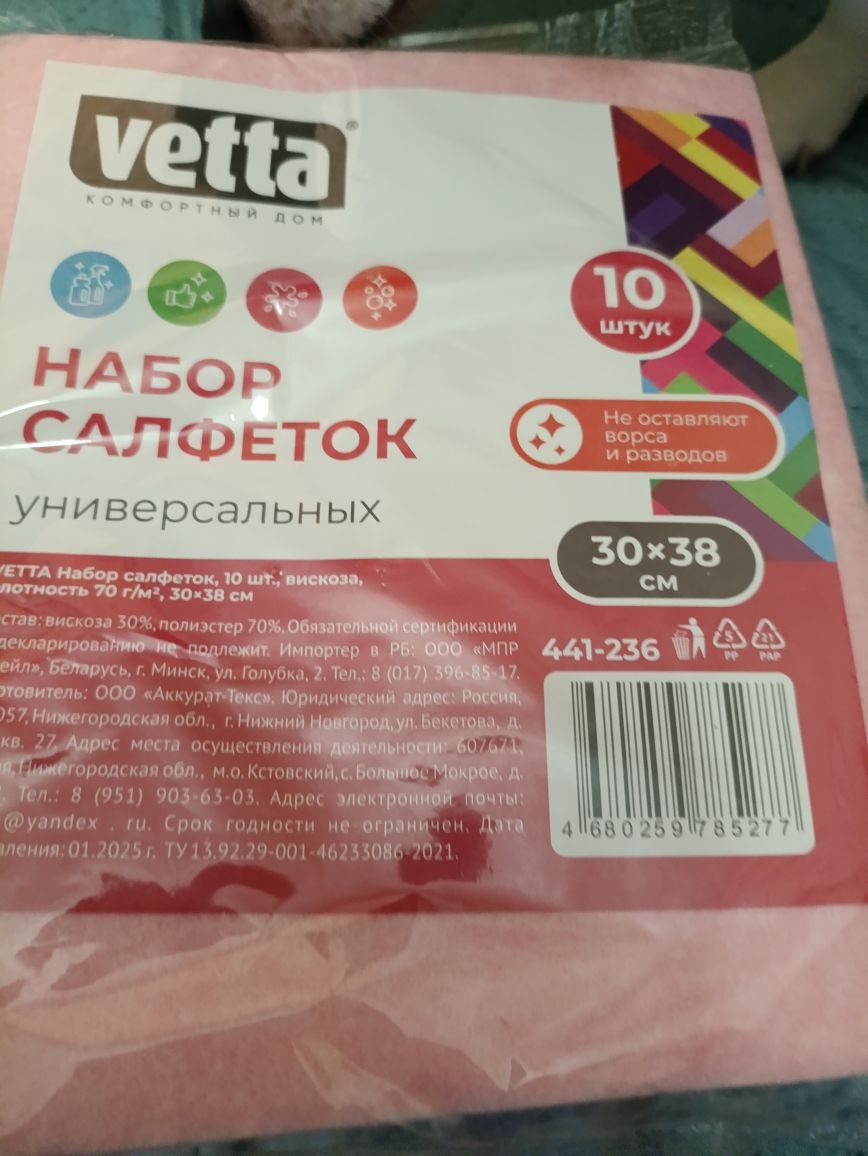 vetta®
КОМФОРТНЫЙ ДОМ
10
штук
НАБОР
САЛФЕТОК
универсальных
Не оставляют
ворса
и разводов
30×38
см
VETTA Набор салфеток, 10 шт., вискоза,
лотность 70 г/м², 30×38 см
став: вискоза 30%, полиэстер 70%. Обязательной сертификации
декларированию не подлежит. Импортер в РБ: ООО «МПР
ейл», Беларусь, г. Минск, ул. Голубка, 2. Тел.: 8 (017) 396-85-17.
отовитель: ООО «Аккурат-Текс». Юридический адрес: Россия,
057, Нижегородская обл., г. Нижний Новгород, ул. Бекетова, д.
кв. 27. Адрес места осуществления деятельности: 607671,
я, Нижегородская обл., м.о. Кстовский, с. Большое Мокрое, д.
Тел.: 8 (951) 903-63-03. Адрес электронной почты:
@yandex . ru. Срок годности не ограничен. Дата
вления: 01.2025 г. ТУ 13.92.29-001-46233086-2021.
441-236
5
PP
21
PAP
4 680259 785277